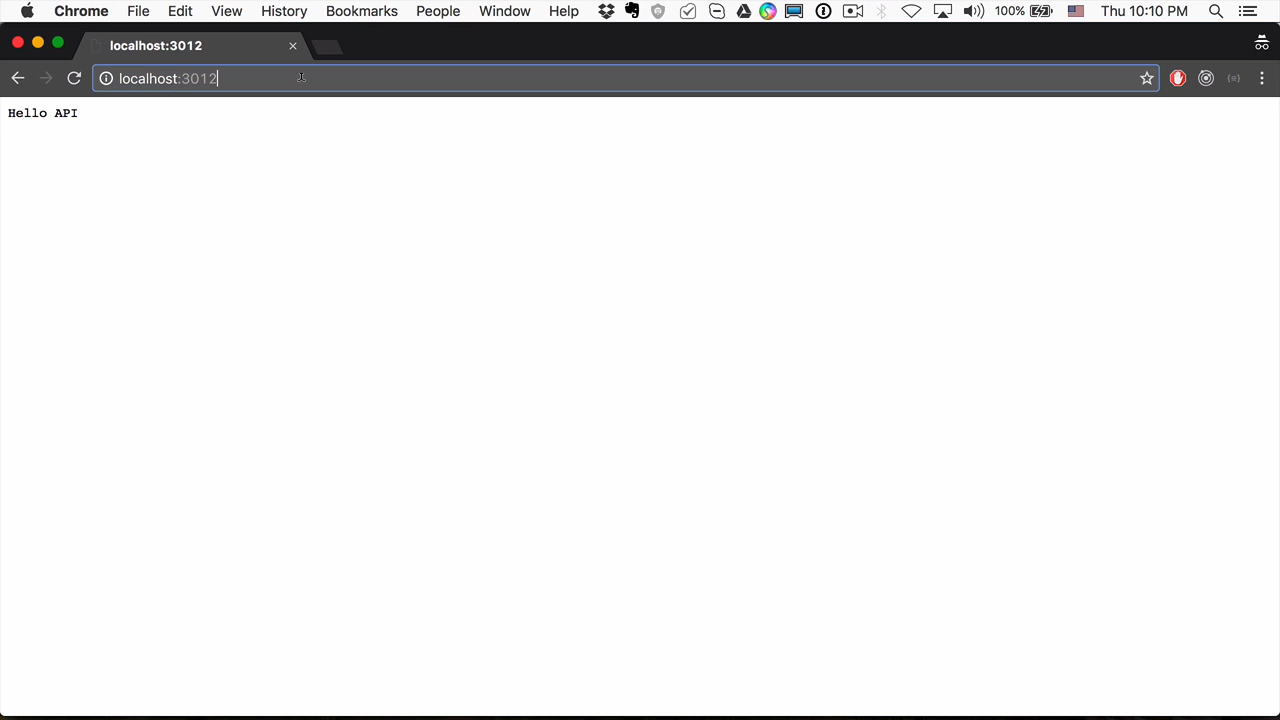 Chrome File Edit View History Bookmarks People Window Help 100% Thu 10:10 PM
localhost:3012
localhost:3012
Hello API